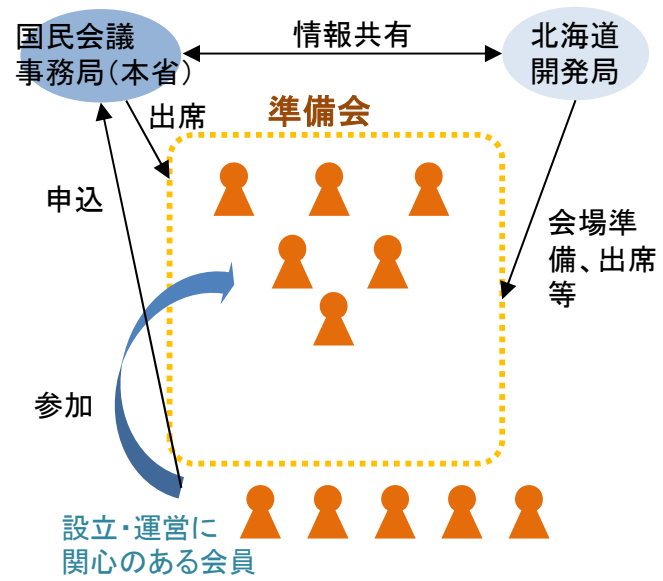 国民会議
事務局(本省)
情報共有
北海道
開発局
出席
準備会
申込
会場準
備、出席
等
参加
設立・運営に
関心のある会員